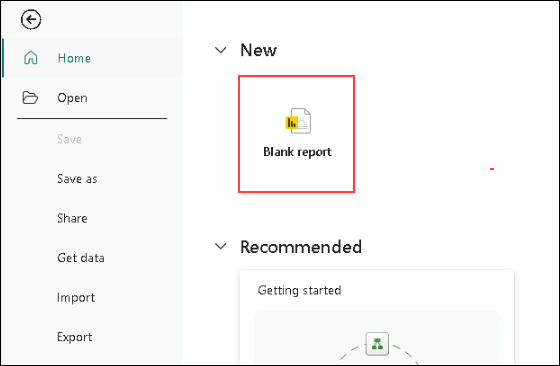 Home
Open
Save
Save as
Share
Get data
Import
Export
New
Blank report
Recommended
Getting started